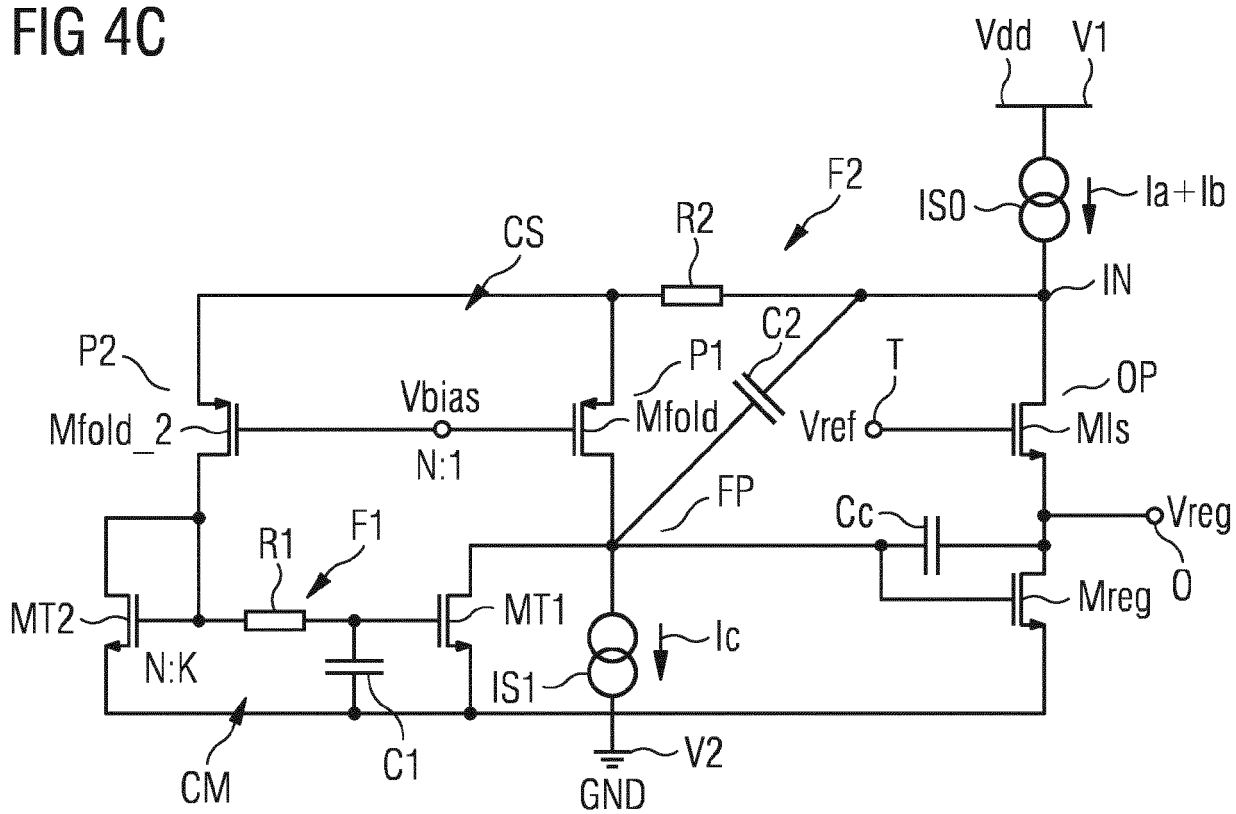 FIG 4C
Vdd V1
IS0 Ia+Ib
F2
R2
CS
IN
C2
P2 P1 T OP
Vbias
Mfold_2 Mfold Vref Mls
N:1
FP
Cc Vreg
R1 F1
O
MT2 MT1 Mreg
Ic
N:K IS1
C1 V2
CM GND